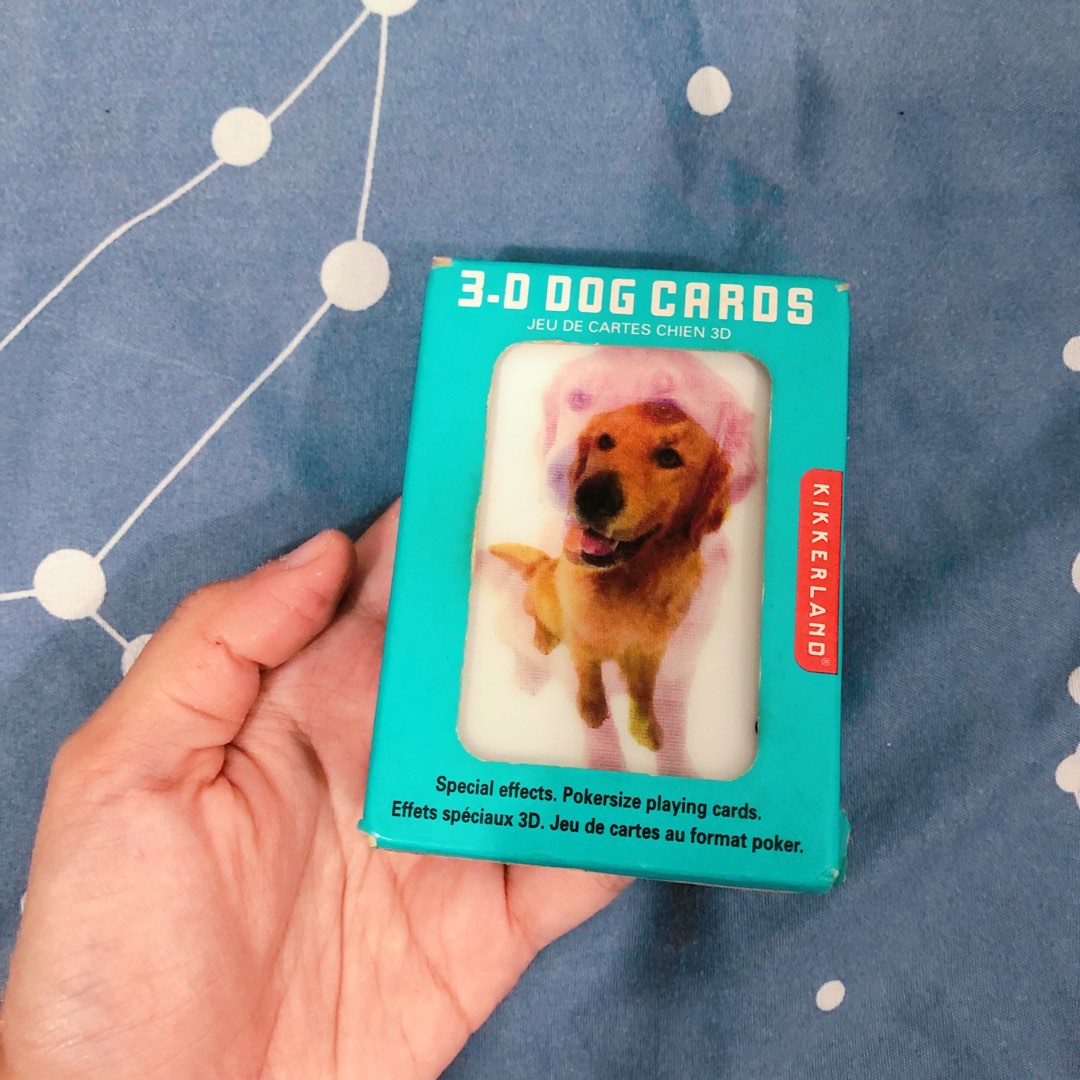 3-D DOG CARDS
JEU DE CARTES CHIEN 3D
KIKKERLAND®
Special effects. Pokersize playing cards.
Effets spéciaux 3D. Jeu de cartes au format poker.